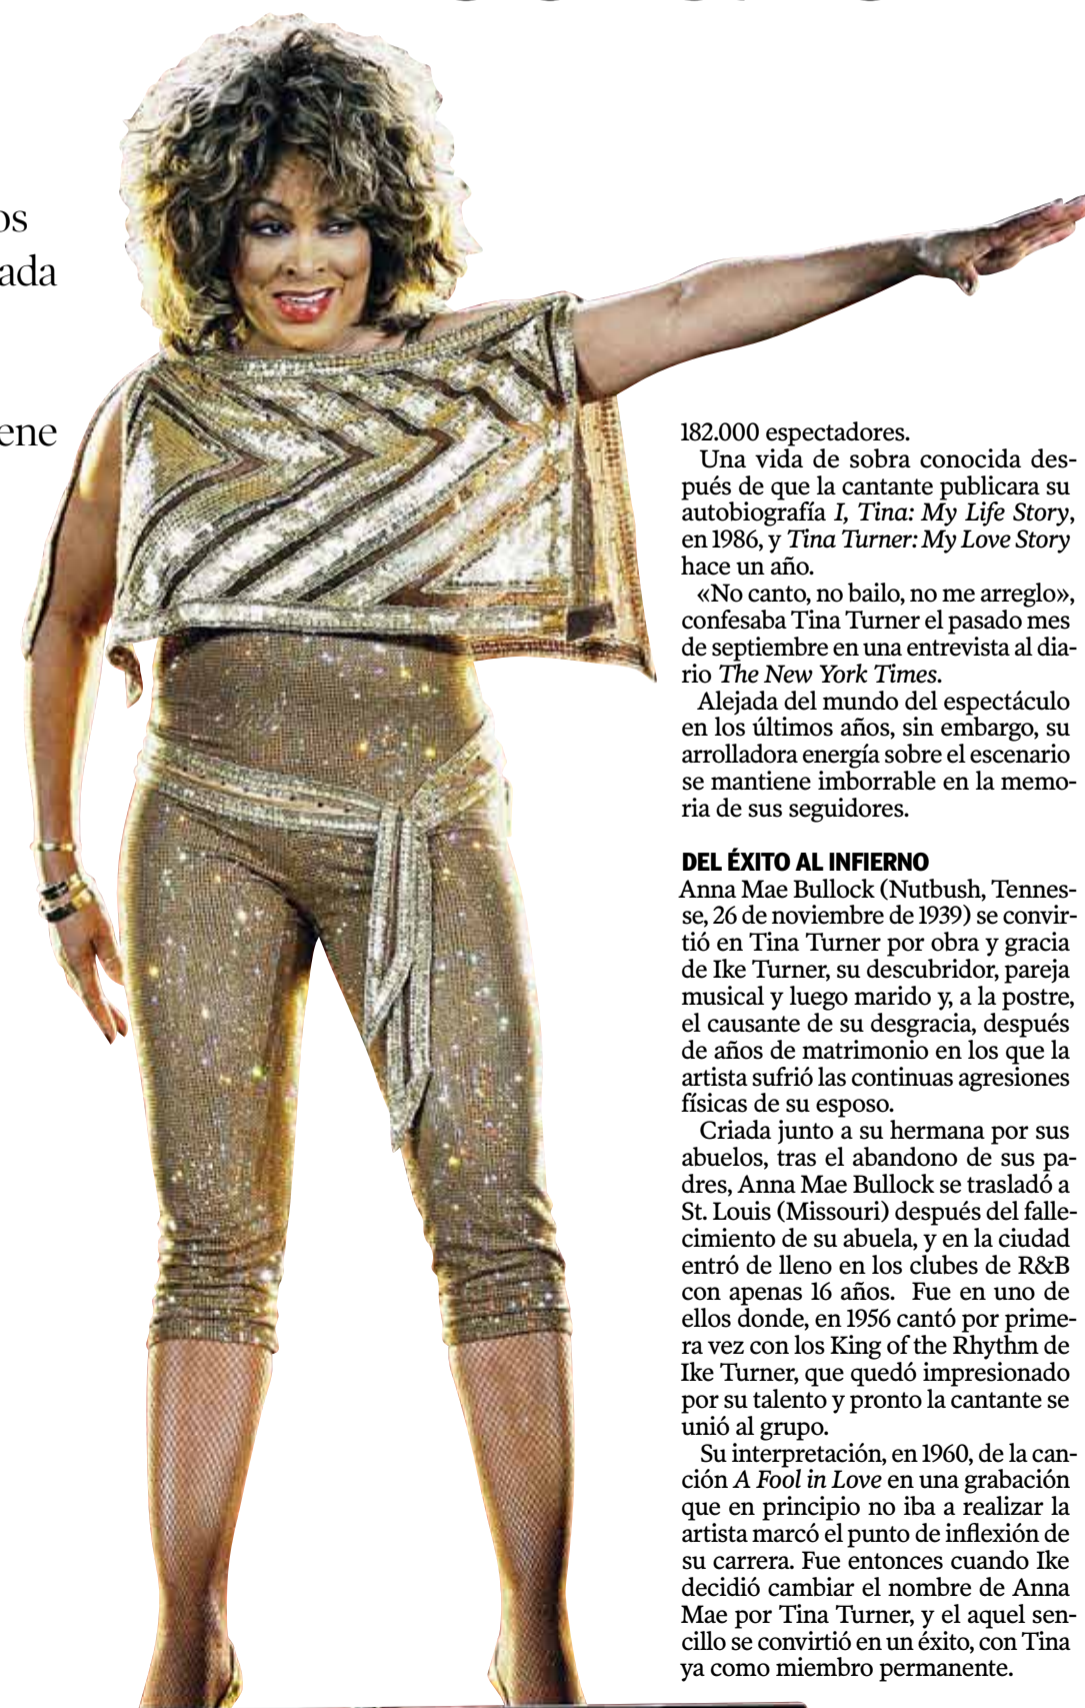 os
ada
ene
182.000 espectadores.
Una vida de sobra conocida des-
pués de que la cantante publicara su
autobiografía I, Tina: My Life Story,
en 1986, y Tina Turner: My Love Story
hace un año.
«No canto, no bailo, no me arreglo»,
confesaba Tina Turner el pasado mes
de septiembre en una entrevista al dia-
rio The New York Times.
Alejada del mundo del espectáculo
en los últimos años, sin embargo, su
arrolladora energía sobre el escenario
se mantiene imborrable en la memo-
ria de sus seguidores.
DEL ÉXITO AL INFIERNO
Anna Mae Bullock (Nutbush, Tennes-
se, 26 de noviembre de 1939) se convir-
tió en Tina Turner por obra y gracia
de Ike Turner, su descubridor, pareja
musical y luego marido y, a la postre,
el causante de su desgracia, después
de años de matrimonio en los que la
artista sufrió las continuas agresiones
físicas de su esposo.
Criada junto a su hermana por sus
abuelos, tras el abandono de sus pa-
dres, Anna Mae Bullock se trasladó a
St. Louis (Missouri) después del falle-
cimiento de su abuela, y en la ciudad
entró de lleno en los clubes de R&B
con apenas 16 años. Fue en uno de
ellos donde, en 1956 cantó por prime-
ra vez con los King of the Rhythm de
Ike Turner, que quedó impresionado
por su talento y pronto la cantante se
unió al grupo.
Su interpretación, en 1960, de la can-
ción A Fool in Love en una grabación
que en principio no iba a realizar la
artista marcó el punto de inflexión de
su carrera. Fue entonces cuando Ike
decidió cambiar el nombre de Anna
Mae por Tina Turner, y el aquel sen-
cillo se convirtió en un éxito, con Tina
ya como miembro permanente.